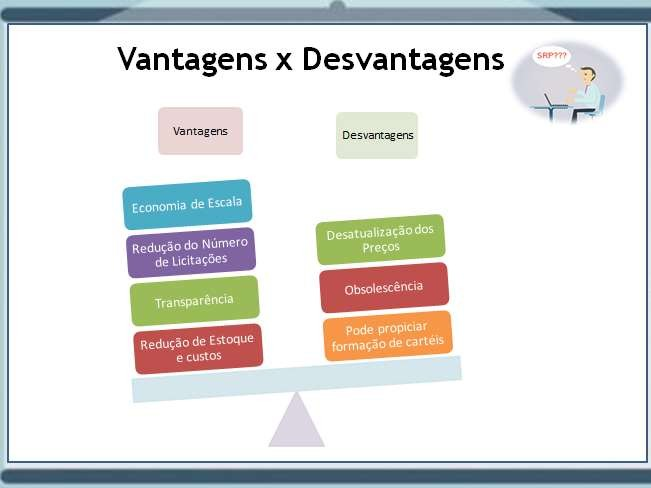 Vantagens x Desvantagens
SRP???
Vantagens
Desvantagens
Economia de Escala
Redução do Número
de Licitações
Transparência
Redução de Estoque
e custos
Desatualização dos
Preços
Obsolescência
Pode propiciar
formação de cartéis